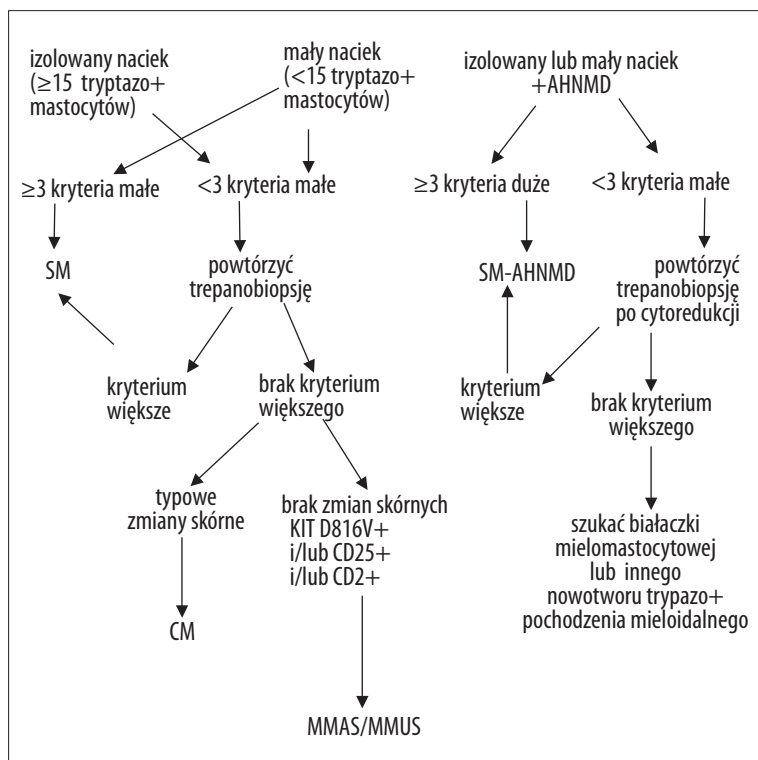 izolowany naciek
(≥15 tryptazo+
mastocytów)
mały naciek
(<15 tryptazo+
mastocytów)
izolowany lub mały naciek
+AHNMD
≥3 kryteria małe
<3 kryteria małe
≥3 kryteria duże
<3 kryteria małe
SM
powtórzyć
trepanobiopsję
SM-AHNMD
powtórzyć
trepanobiopsję
po cytoredukcji
kryterium
większe
brak kryterium
większego
kryterium
większe
brak kryterium
większego
typowe
zmiany skórne
brak zmian skórnych
KIT D816V+
i/lub CD25+
i/lub CD2+
szukać białaczki
mielomastocytowej
lub innego
nowotworu trypazo+
pochodzenia mieloidalnego
CM
MMAS/MMUS